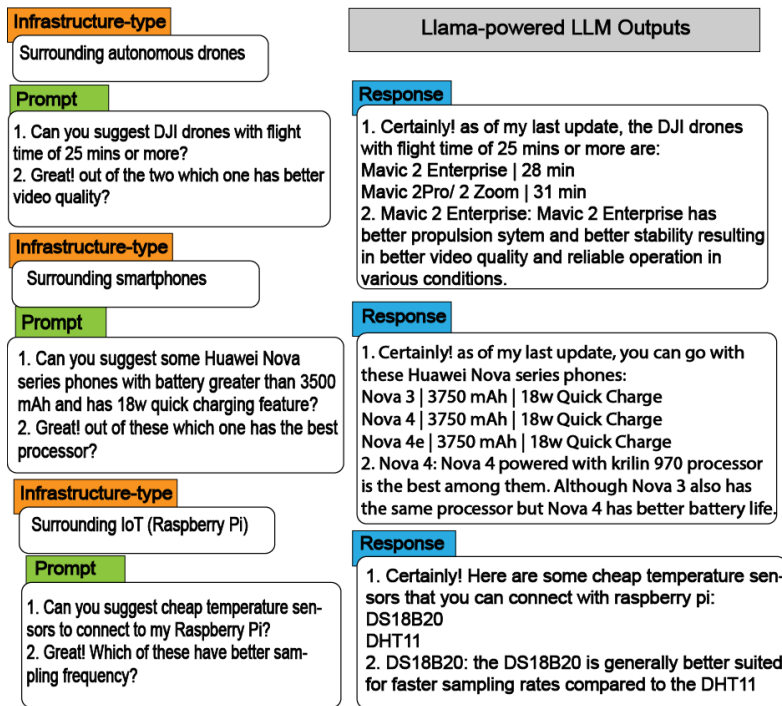 Infrastructure-type
Surrounding autonomous drones
Prompt
1. Can you suggest DJI drones with flight
time of 25 mins or more?
2. Great! out of the two which one has better
video quality?
Infrastructure-type
Surrounding smartphones
Prompt
1. Can you suggest some Huawei Nova
series phones with battery greater than 3500
mAh and has 18w quick charging feature?
2. Great! out of these which one has the best
processor?
Infrastructure-type
Surrounding IoT (Raspberry Pi)
Prompt
1. Can you suggest cheap temperature sen-
sors to connect to my Raspberry Pi?
2. Great! Which of these have better sam-
pling frequency?
Llama-powered LLM Outputs
Response
1. Certainly! as of my last update, the DJI drones
with flight time of 25 mins or more are:
Mavic 2 Enterprise | 28 min
Mavic 2Pro/ 2 Zoom | 31 min
2. Mavic 2 Enterprise: Mavic 2 Enterprise has
better propulsion sytem and better stability resulting
in better video quality and reliable operation in
various conditions.
Response
1. Certainly! as of my last update, you can go with
these Huawei Nova series phones:
Nova 3 | 3750 mAh | 18w Quick Charge
Nova 4 | 3750 mAh | 18w Quick Charge
Nova 4e | 3750 mAh | 18w Quick Charge
2. Nova 4: Nova 4 powered with krilin 970 processor
is the best among them. Although Nova 3 also has
the same processor but Nova 4 has better battery life.
Response
1. Certainly! Here are some cheap temperature sen-
sors that you can connect with raspberry pi:
DS18B20
DHT11
2. DS18B20: the DS18B20 is generally better suited
for faster sampling rates compared to the DHT11